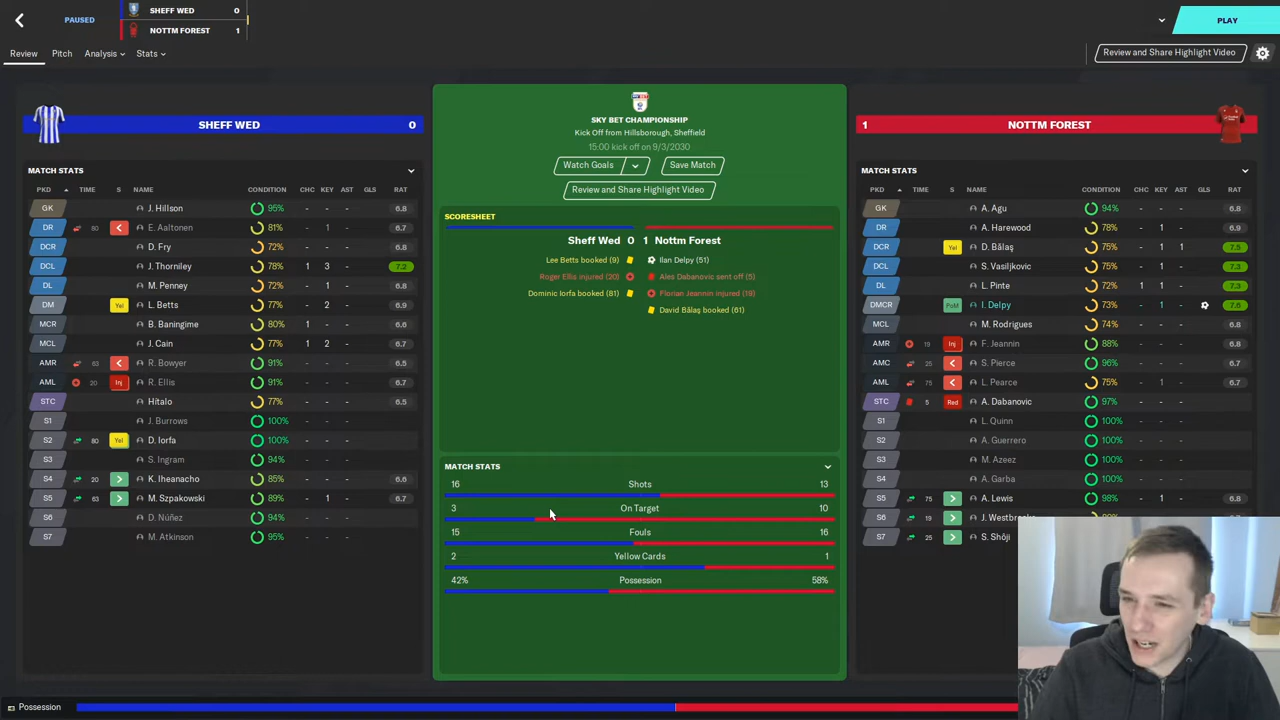 PAUSED
SHEFF WED 0
NOTTM FOREST 1
PLAY
Review Pitch Analysis Stats
Review and Share Highlight Video
SHEFF WED 0
MATCH STATS
PKD TIME S NAME CONDITION CHC KEY AST GLS RAT
GK J. Hillson 95% - - - 6.8
DR 80 E. Aaltonen 81% - 1 - 6.7
DCR D. Fry 72% - - - 6.8
DCL J. Thorniley 78% 1 3 - 7.2
DL M. Penney 72% - 1 - 6.8
DM Yel L. Betts 77% - 2 - 6.9
MCR B. Baningime 80% 1 - - 6.6
MCL J. Cain 77% 1 2 - 6.7
AMR 63 R. Bowyer 91% - - - 6.5
AML 20 Inj R. Ellis 91% - - - 6.7
STC Hítalo 77% - - - 6.5
S1 J. Burrows 100% - - -
S2 80 Yel D. Iorfa 100% - - -
S3 S. Ingram 94% - - -
S4 20 K. Iheanacho 85% - - - 6.6
S5 63 M. Szpakowski 89% - 1 - 6.7
S6 D. Núñez 94% - - -
S7 M. Atkinson 95% - - -
SKY BET CHAMPIONSHIP
Kick Off from Hillsborough, Sheffield
15:00 kick off on 9/3/2030
Watch Goals Save Match
Review and Share Highlight Video
SCORESHEET
Sheff Wed 0 1 Nottm Forest
Lee Betts booked (9) Ilan Delpy (51)
Roger Ellis injured (20) Ales Dabanovic sent off (5)
Dominic Iorfa booked (81) Florian Jeannin injured (19)
David Bălaş booked (61)
MATCH STATS
16 Shots 13
3 On Target 10
15 Fouls 16
2 Yellow Cards 1
42% Possession 58%
1 NOTTM FOREST
MATCH STATS
PKD TIME S NAME CONDITION CHC KEY AST GLS RAT
GK A. Agu 94% - - - 6.8
DR A. Harewood 78% - 1 - 6.9
DCR Yel D. Bălaş 75% - 1 1 7.5
DCL S. Vasiljkovic 75% - 1 - 7.3
DL L. Pinte 72% 1 1 - 7.3
DMCR PoM I. Delpy 73% - 1 -
MCL M. Rodrigues 74% - - - 6.8
AMR 19 Inj F. Jeannin 88% - - - 6.8
AMC 25 S. Pierce 96% - - - 6.7
AML 75 L. Pearce 75% - 1 - 6.7
STC 5 Red A. Dabanovic 97% - - -
S1 L. Quinn 100% - - -
S2 A. Guerrero 100% - - -
S3 M. Azeez 100% - - -
S4 A. Garba 100% - - -
S5 75 A. Lewis 98% - 1 - 6.8
S6 19 J. Westbrooke
S7 25 S. Shōji
Possession